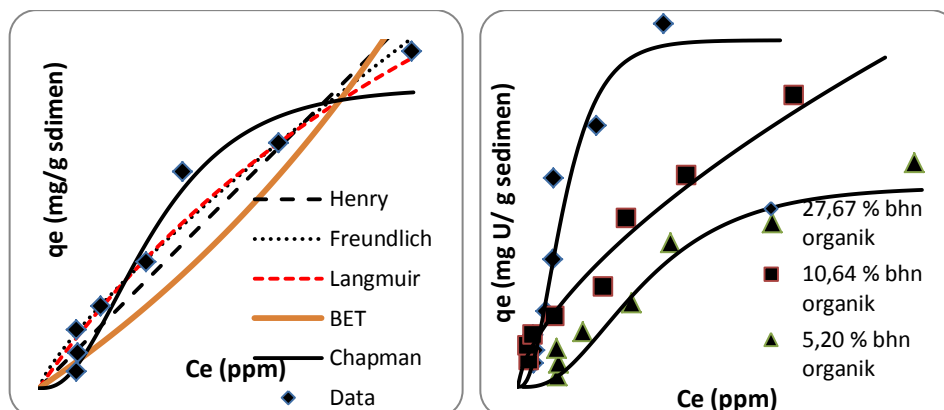 qe (mg/g sdimen)
Henry
Freundlich
Langmuir
BET
Chapman
Data
Ce (ppm)
qe (mg U/ g sedimen)
27,67 % bhn
organik
10,64 % bhn
organik
5,20 % bhn
organik
Ce (ppm)